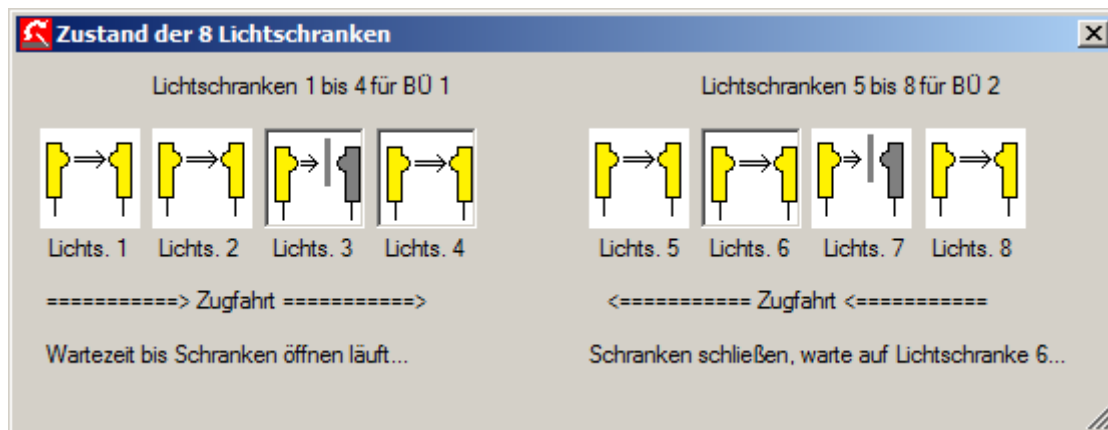 Zustand der 8 Lichtschranken
Lichtschranken 1 bis 4 für BÜ 1
Lichtschranken 5 bis 8 für BÜ 2
Lichts. 1 Lichts. 2 Lichts. 3 Lichts. 4
Lichts. 5 Lichts. 6 Lichts. 7 Lichts. 8
===========> Zugfahrt ===========>
<=========== Zugfahrt <===========
Wartezeit bis Schranken öffnen läuft...
Schranken schließen, warte auf Lichtschranke 6...